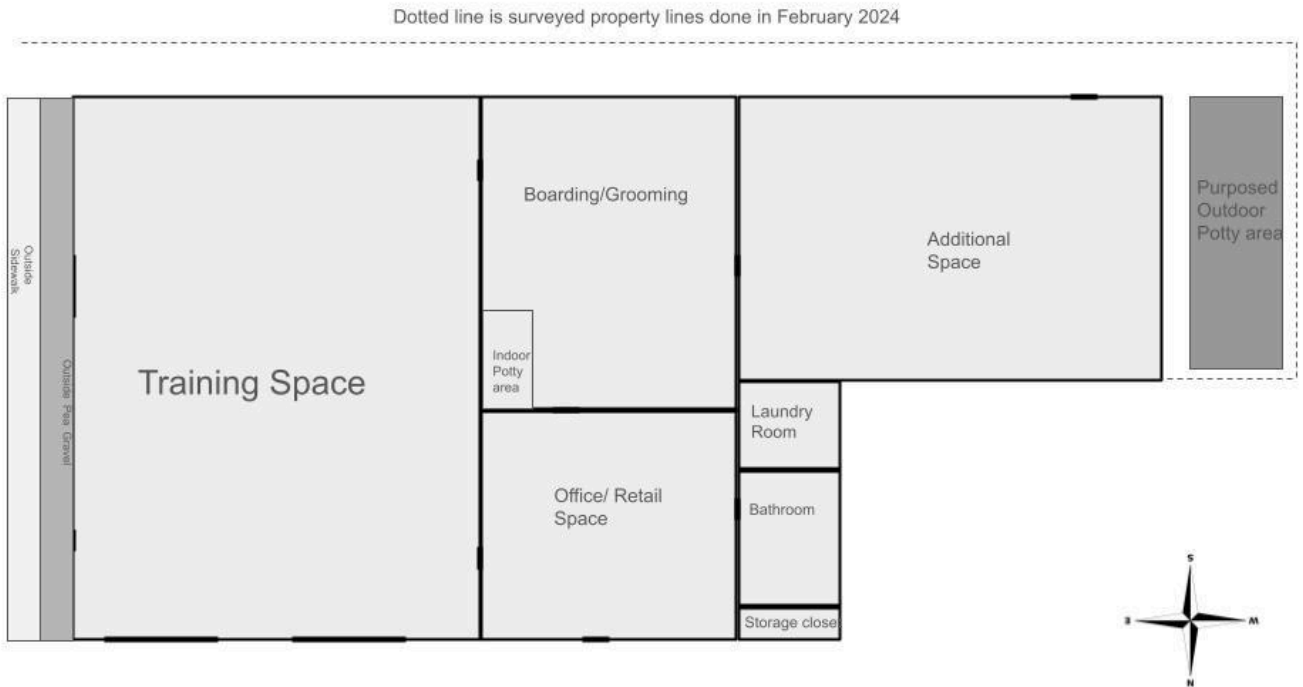 Dotted line is surveyed property lines done in February 2024
Outside
Sidewalk
Outside Pea Gravel
Training Space
Boarding/Grooming
Indoor
Potty
area
Office/ Retail
Space
Additional
Space
Laundry
Room
Bathroom
Storage close
Purposed
Outdoor
Potty area
S
E
W
N